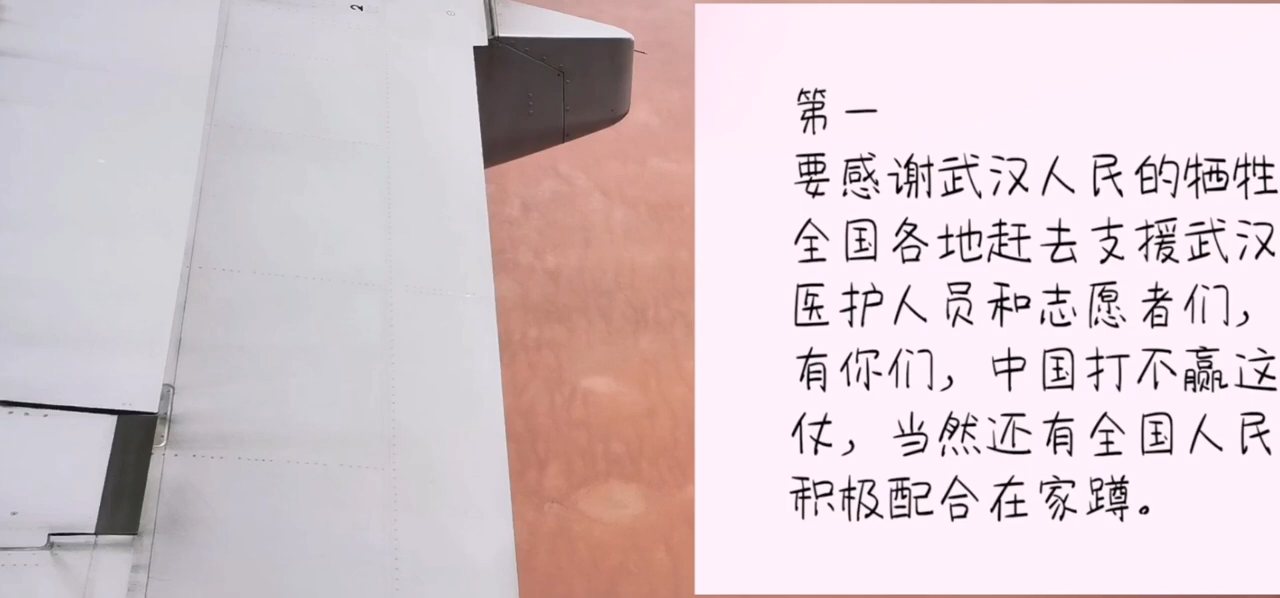 2
第一
要感谢武汉人民的牺牲
全国各地赶去支援武汉
医护人员和志愿者们，
有你们，中国打不赢这
仗，当然还有全国人民
积极配合在家蹲。